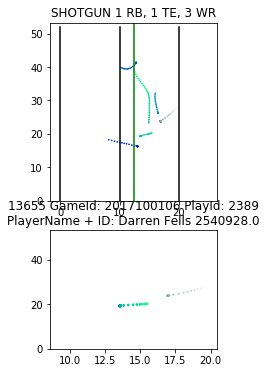 SHOTGUN 1 RB, 1 TE, 3 WR
50
40
30
20
10
0
0 10 20
13655 GameId: 2017100106 PlayId: 2389
PlayerName + ID: Darren Fells 2540928.0
40
20
0
10.0 12.5 15.0 17.5 20.0